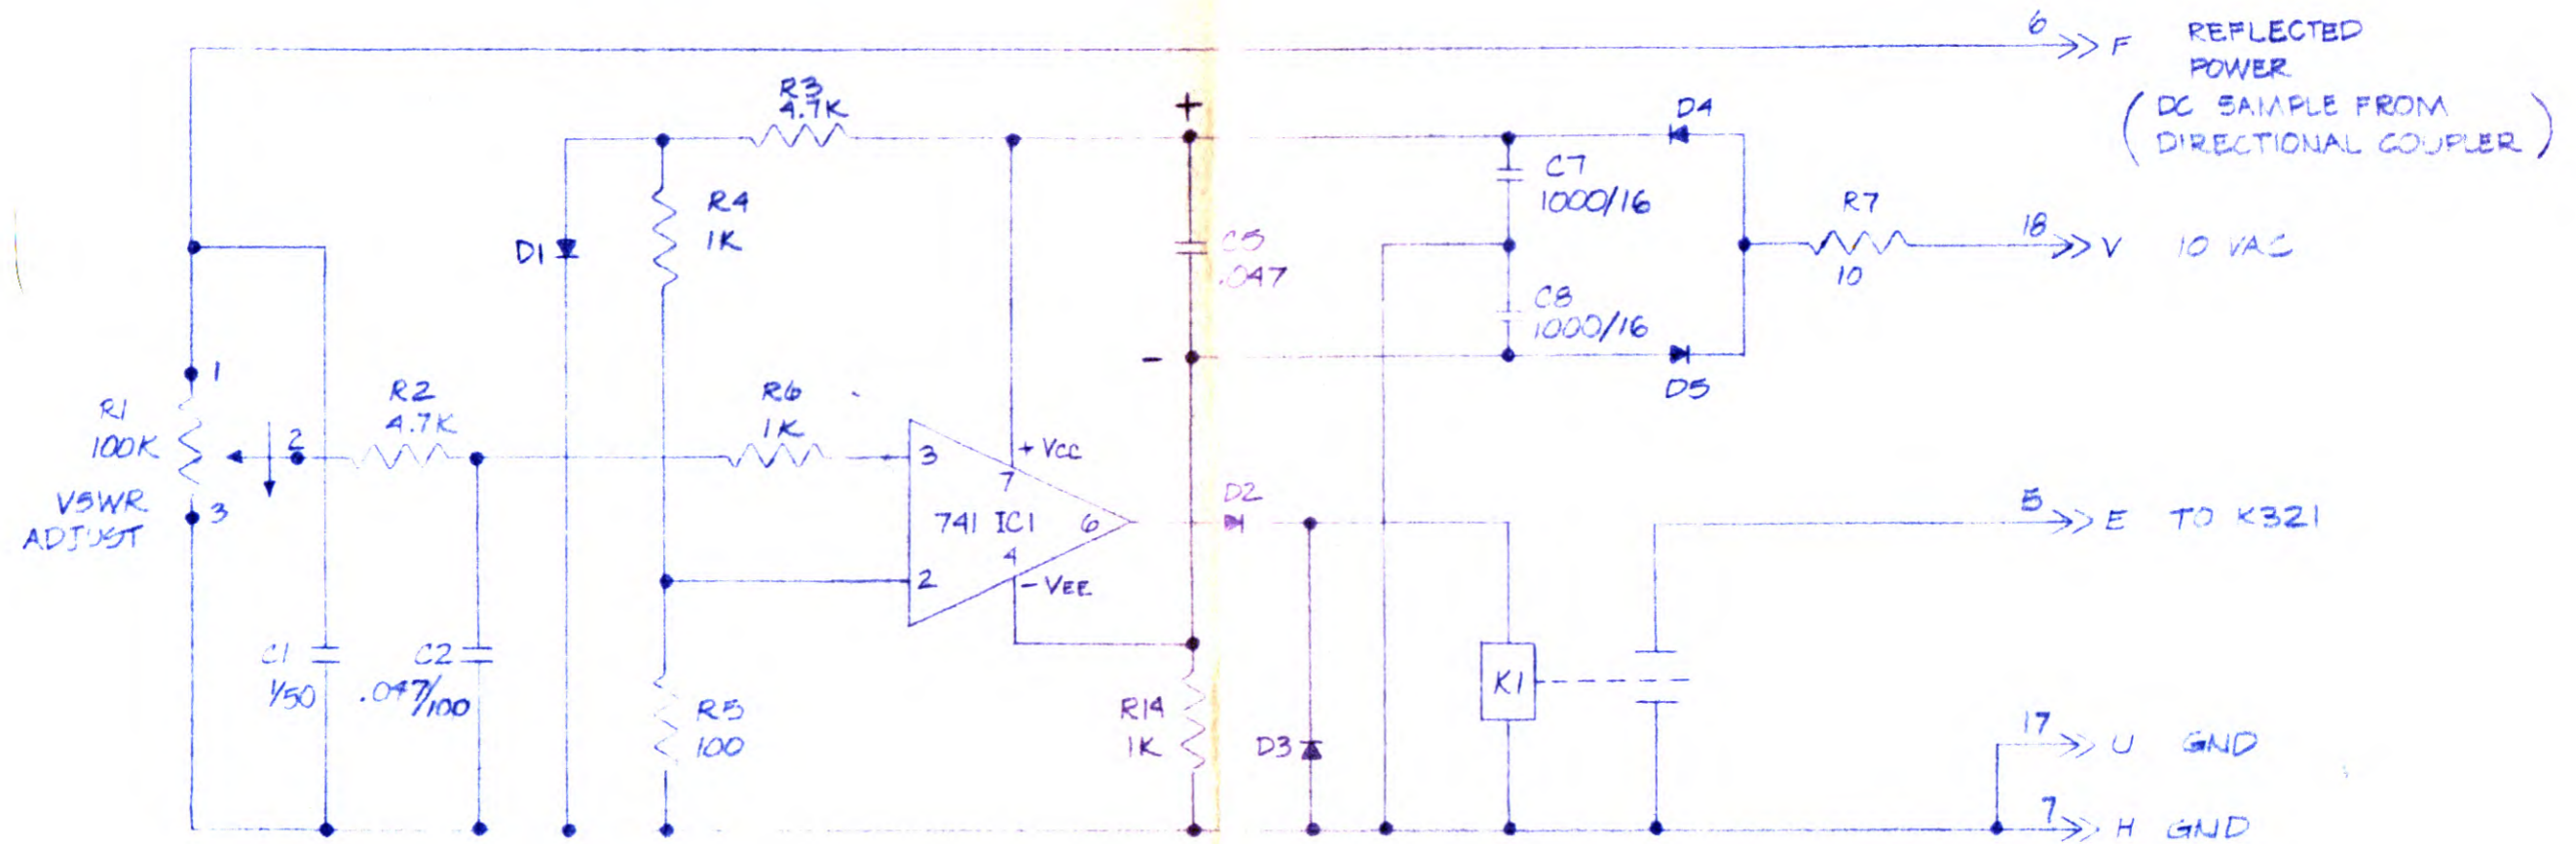 6 F REFLECTED
POWER
( DC SAMPLE FROM
DIRECTIONAL COUPLER )
R3
4.7K
+
D4
C7
1000/16
R4
1K
R7
10
18 V 10 VAC
D1
C5
.047
C8
1000/16
-
D5
1
R1
100K
2
R2
4.7K
R6
1K
3
+ VCC
7
VSWR
ADJUST
3
741 IC1 6
4
2
- VEE
D2
5 E TO K321
C1
1/50
C2
.047/100
R5
100
R14
1K
D3
K1
17 U GND
7 H GND